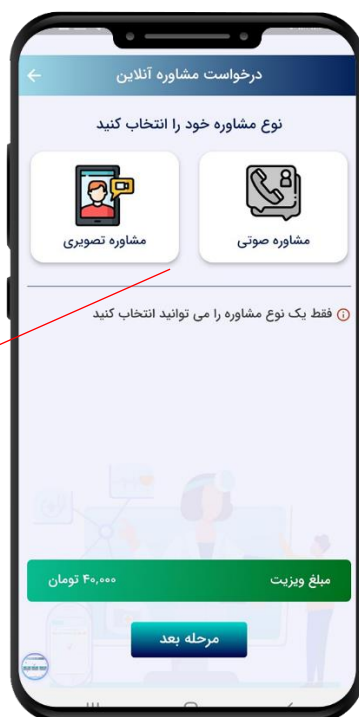 درخواست مشاوره آنلاین
نوع مشاوره خود را انتخاب کنید
مشاوره صوتی
مشاوره تصویری
فقط یک نوع مشاوره را می توانید انتخاب کنید
مبلغ ویزیت ۴۰,۰۰۰ تومان
مرحله بعد